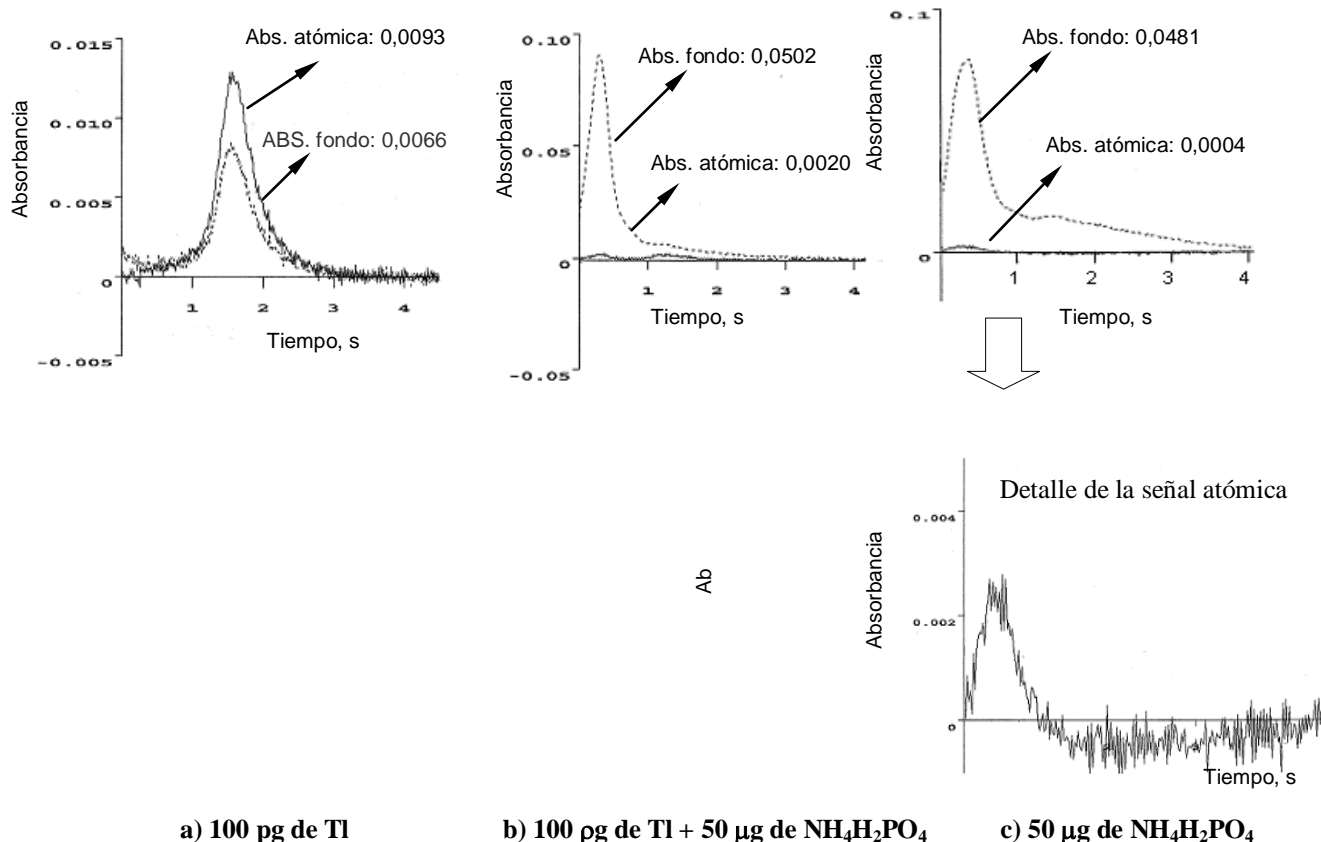 0.015
0.010
0.005
0
-0.005
1
2
3
4
Absorbancia
Tiempo, s
Abs. atómica: 0,0093
ABS. fondo: 0,0066
0.10
0.05
0
-0.05
1
2
3
4
Absorbancia
Tiempo, s
Abs. fondo: 0,0502
Abs. atómica: 0,0020
0.1
0
1
2
3
4
Absorbancia
Tiempo, s
Abs. fondo: 0,0481
Abs. atómica: 0,0004
Detalle de la señal atómica
0.004
0.002
0
Absorbancia
Tiempo, s
Ab
a) 100 pg de Tl
b) 100 ρg de Tl + 50 μg de NH₄H₂PO₄
c) 50 μg de NH₄H₂PO₄